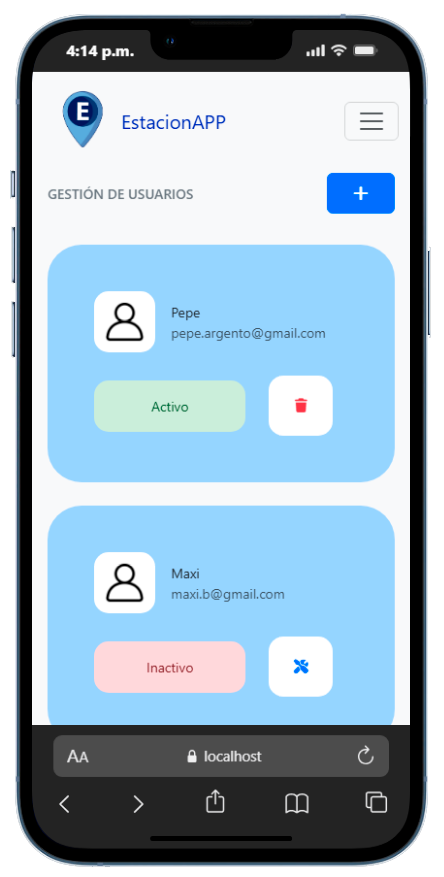 4:14 p.m.
E
EstacionAPP
GESTIÓN DE USUARIOS
+
Pepe
pepe.argento@gmail.com
Activo
Maxi
maxi.b@gmail.com
Inactivo
AA
localhost